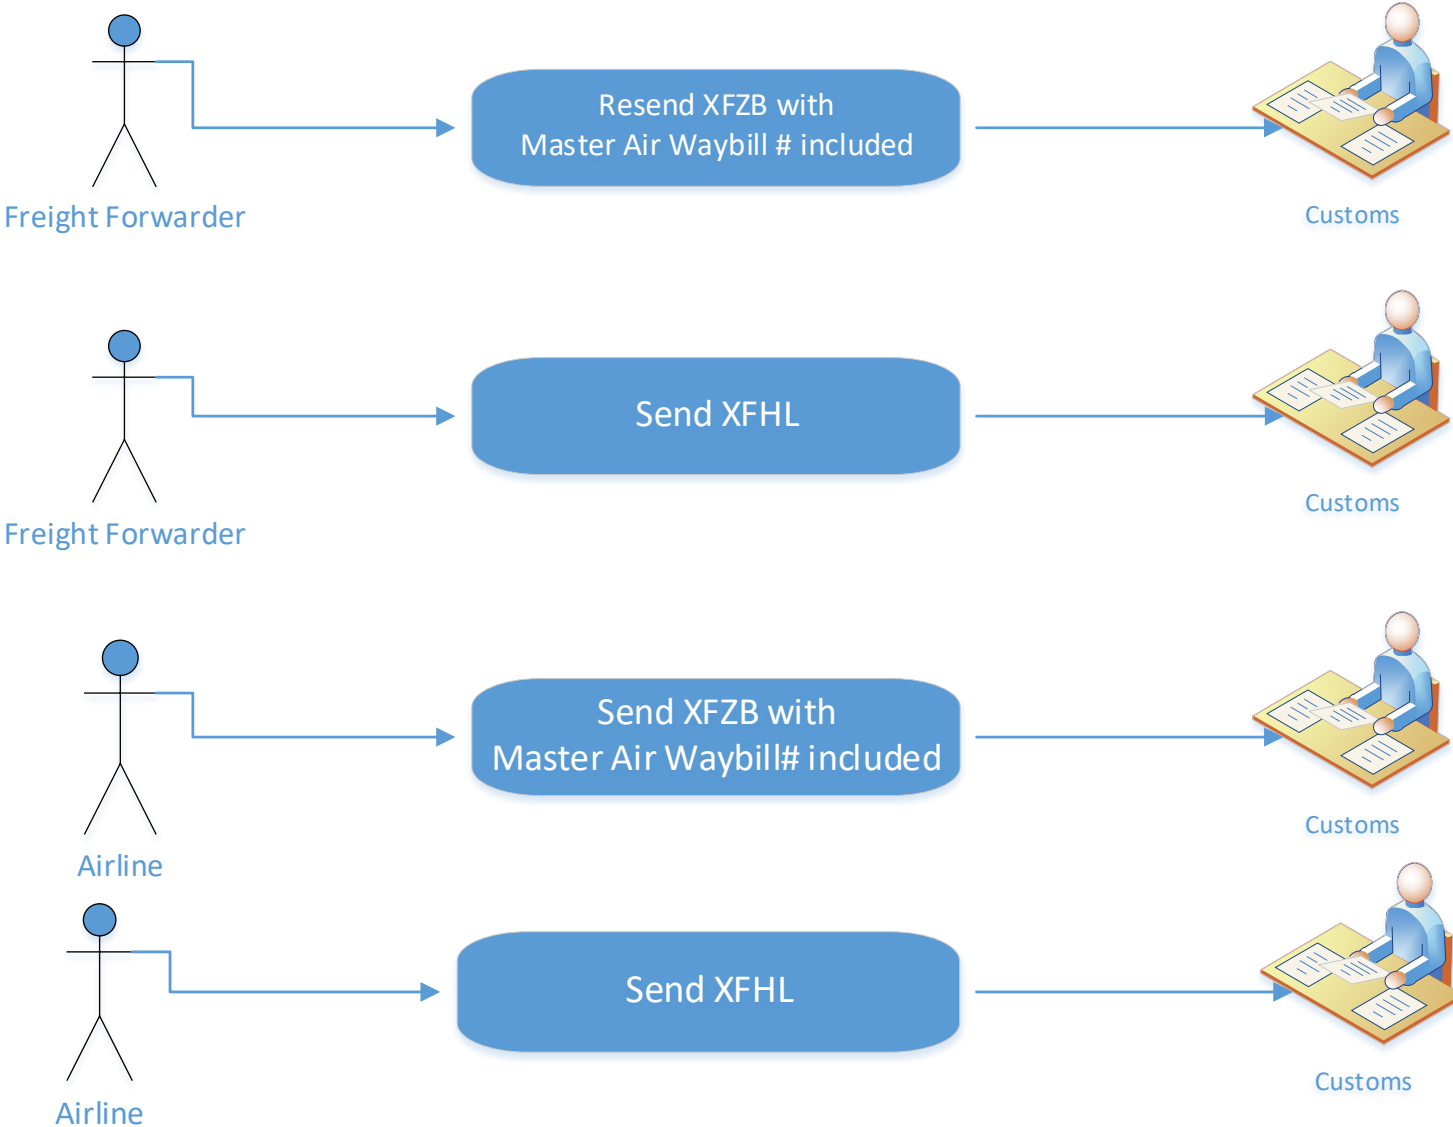 Resend XFZB with
Master Air Waybill # included
Freight Forwarder
Customs
Send XFHL
Freight Forwarder
Customs
Send XFZB with
Master Air Waybill# included
Airline
Customs
Send XFHL
Airline
Customs